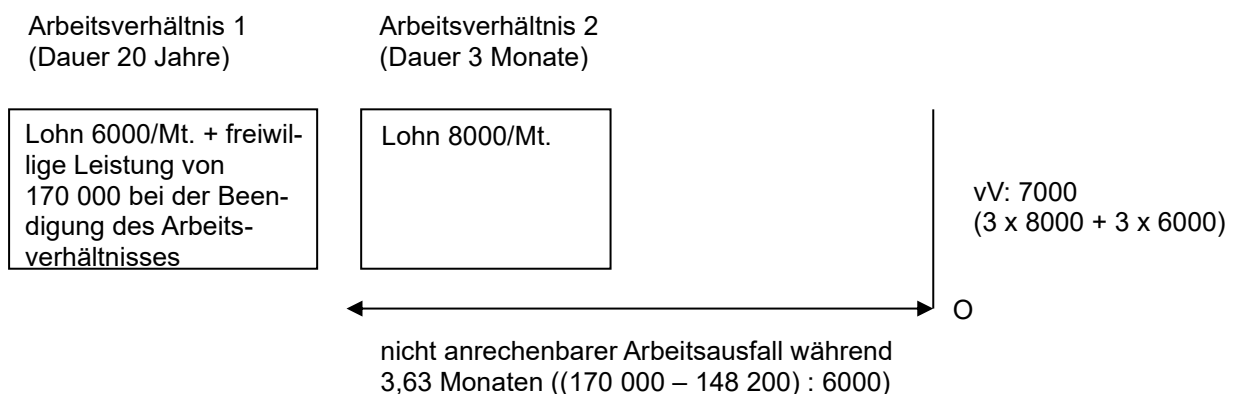 Arbeitsverhältnis 1
(Dauer 20 Jahre)
Arbeitsverhältnis 2
(Dauer 3 Monate)
Lohn 6000/Mt. + freiwil-
lige Leistung von
170 000 bei der Been-
digung des Arbeits-
verhältnisses
Lohn 8000/Mt.
vV: 7000
(3 x 8000 + 3 x 6000)
O
nicht anrechenbarer Arbeitsausfall während
3,63 Monaten ((170 000 – 148 200) : 6000)